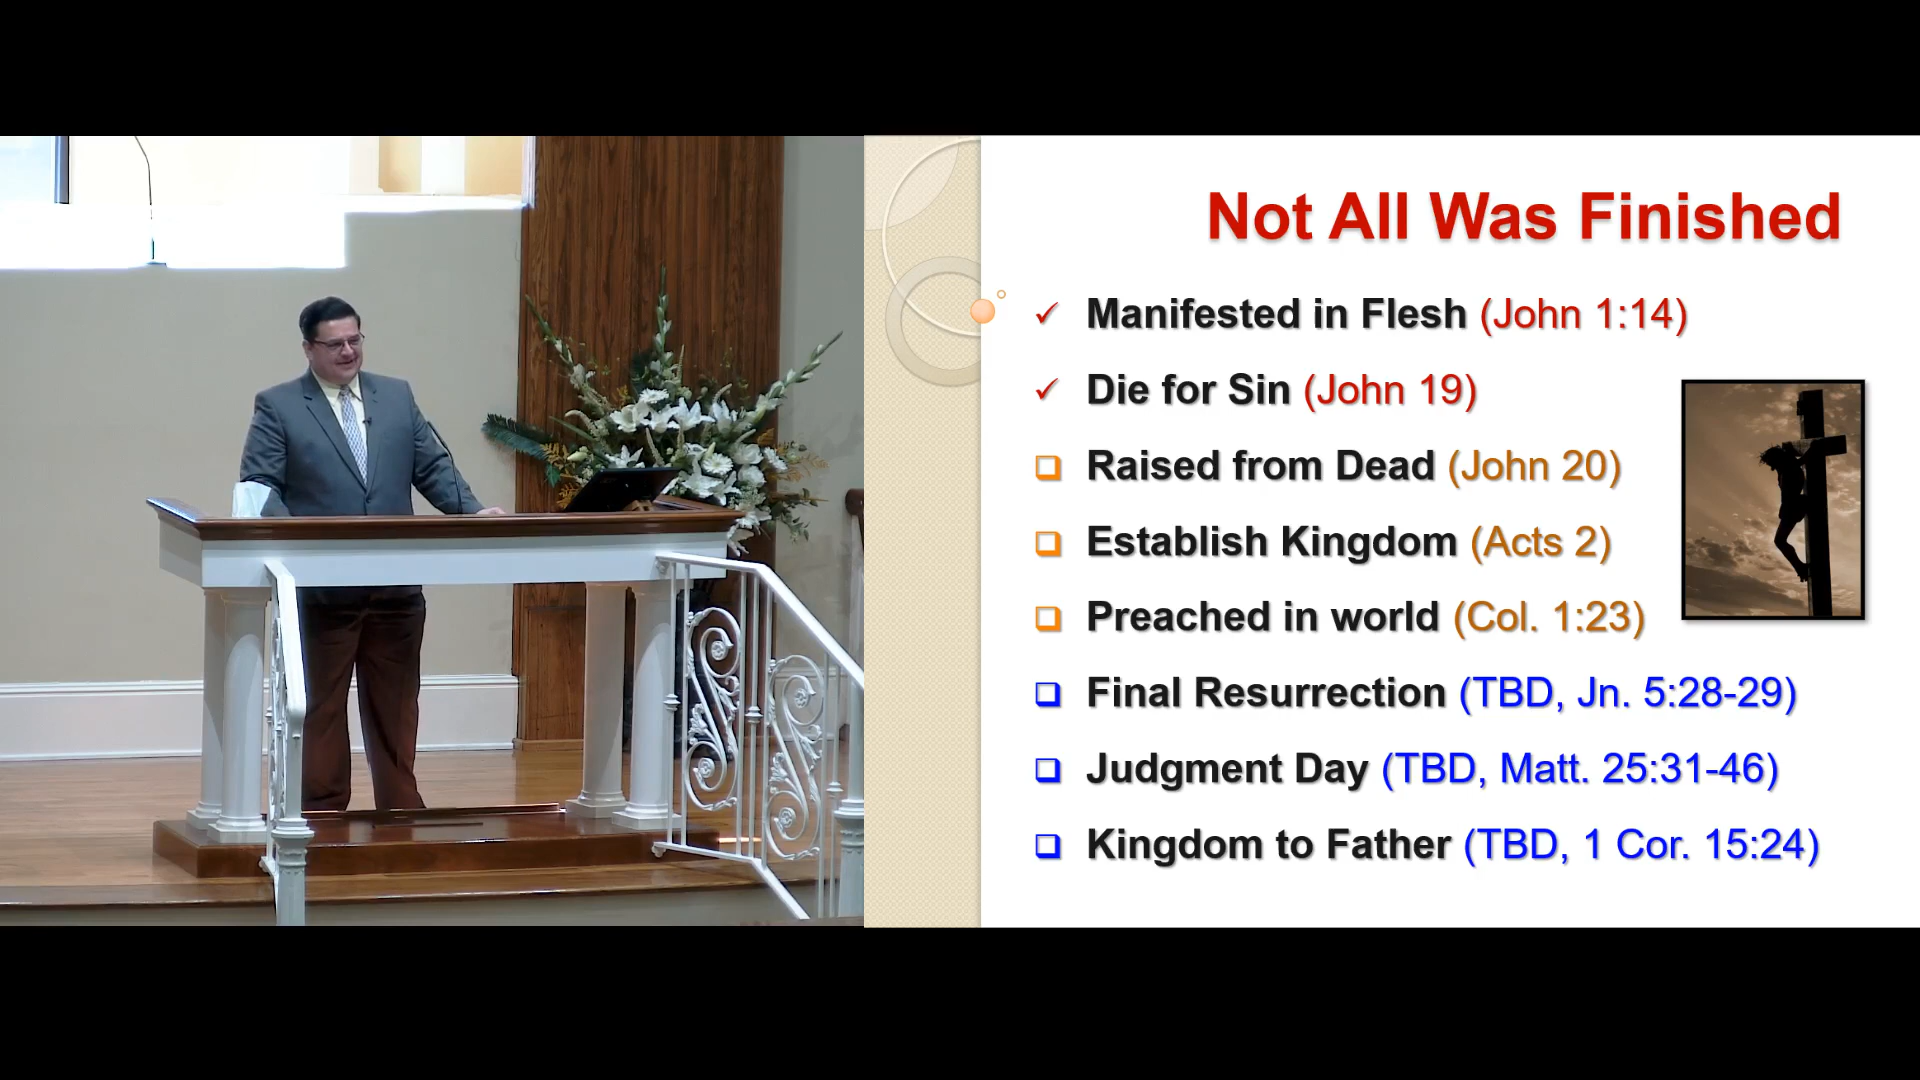 Not All Was Finished
✓ Manifested in Flesh (John 1:14)
✓ Die for Sin (John 19)
❑ Raised from Dead (John 20)
❑ Establish Kingdom (Acts 2)
❑ Preached in world (Col. 1:23)
❑ Final Resurrection (TBD, Jn. 5:28-29)
❑ Judgment Day (TBD, Matt. 25:31-46)
❑ Kingdom to Father (TBD, 1 Cor. 15:24)